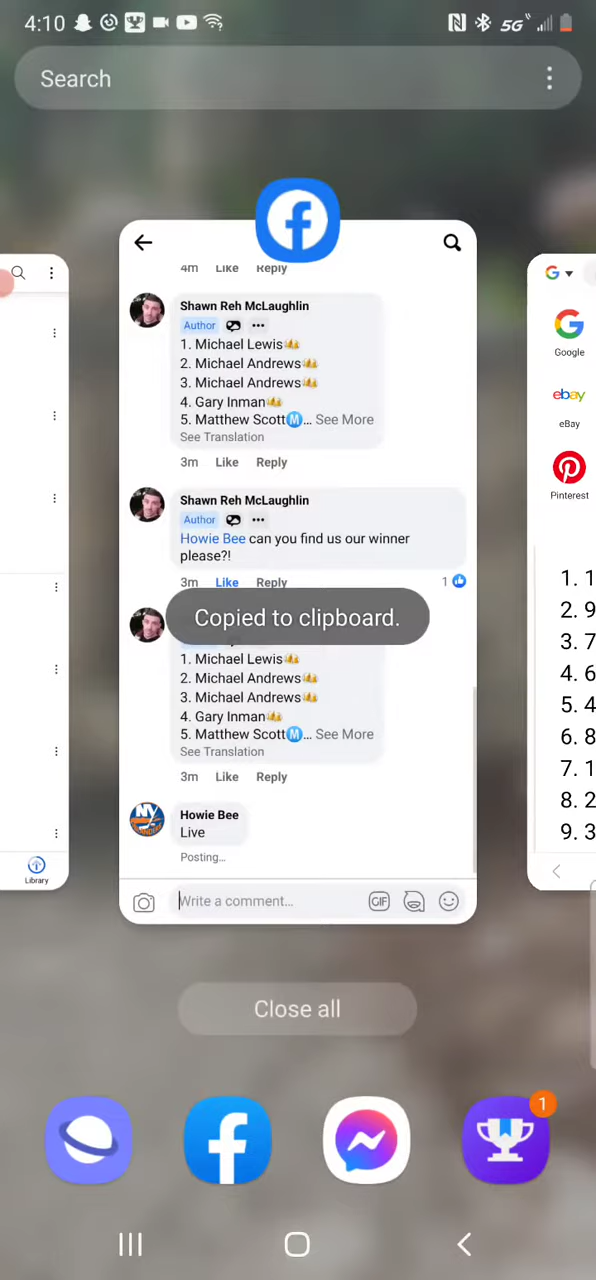 4:10
5G
Search
4m Like Reply
Shawn Reh McLaughlin
Author
1. Michael Lewis
2. Michael Andrews
3. Michael Andrews
4. Gary Inman
5. Matthew Scott Ⓜ️... See More
See Translation
3m Like Reply
Shawn Reh McLaughlin
Author
Howie Bee can you find us our winner
please?!
3m Like Reply 1
Copied to clipboard.
1. Michael Lewis
2. Michael Andrews
3. Michael Andrews
4. Gary Inman
5. Matthew Scott Ⓜ️... See More
See Translation
3m Like Reply
NY
Howie Bee
Live
Posting...
Write a comment...
GIF
Library
G
Google
ebay
eBay
Pinterest
1. 1
2. 9
3. 7
4. 6
5. 4
6. 8
7. 1
8. 2
9. 3
Close all
1